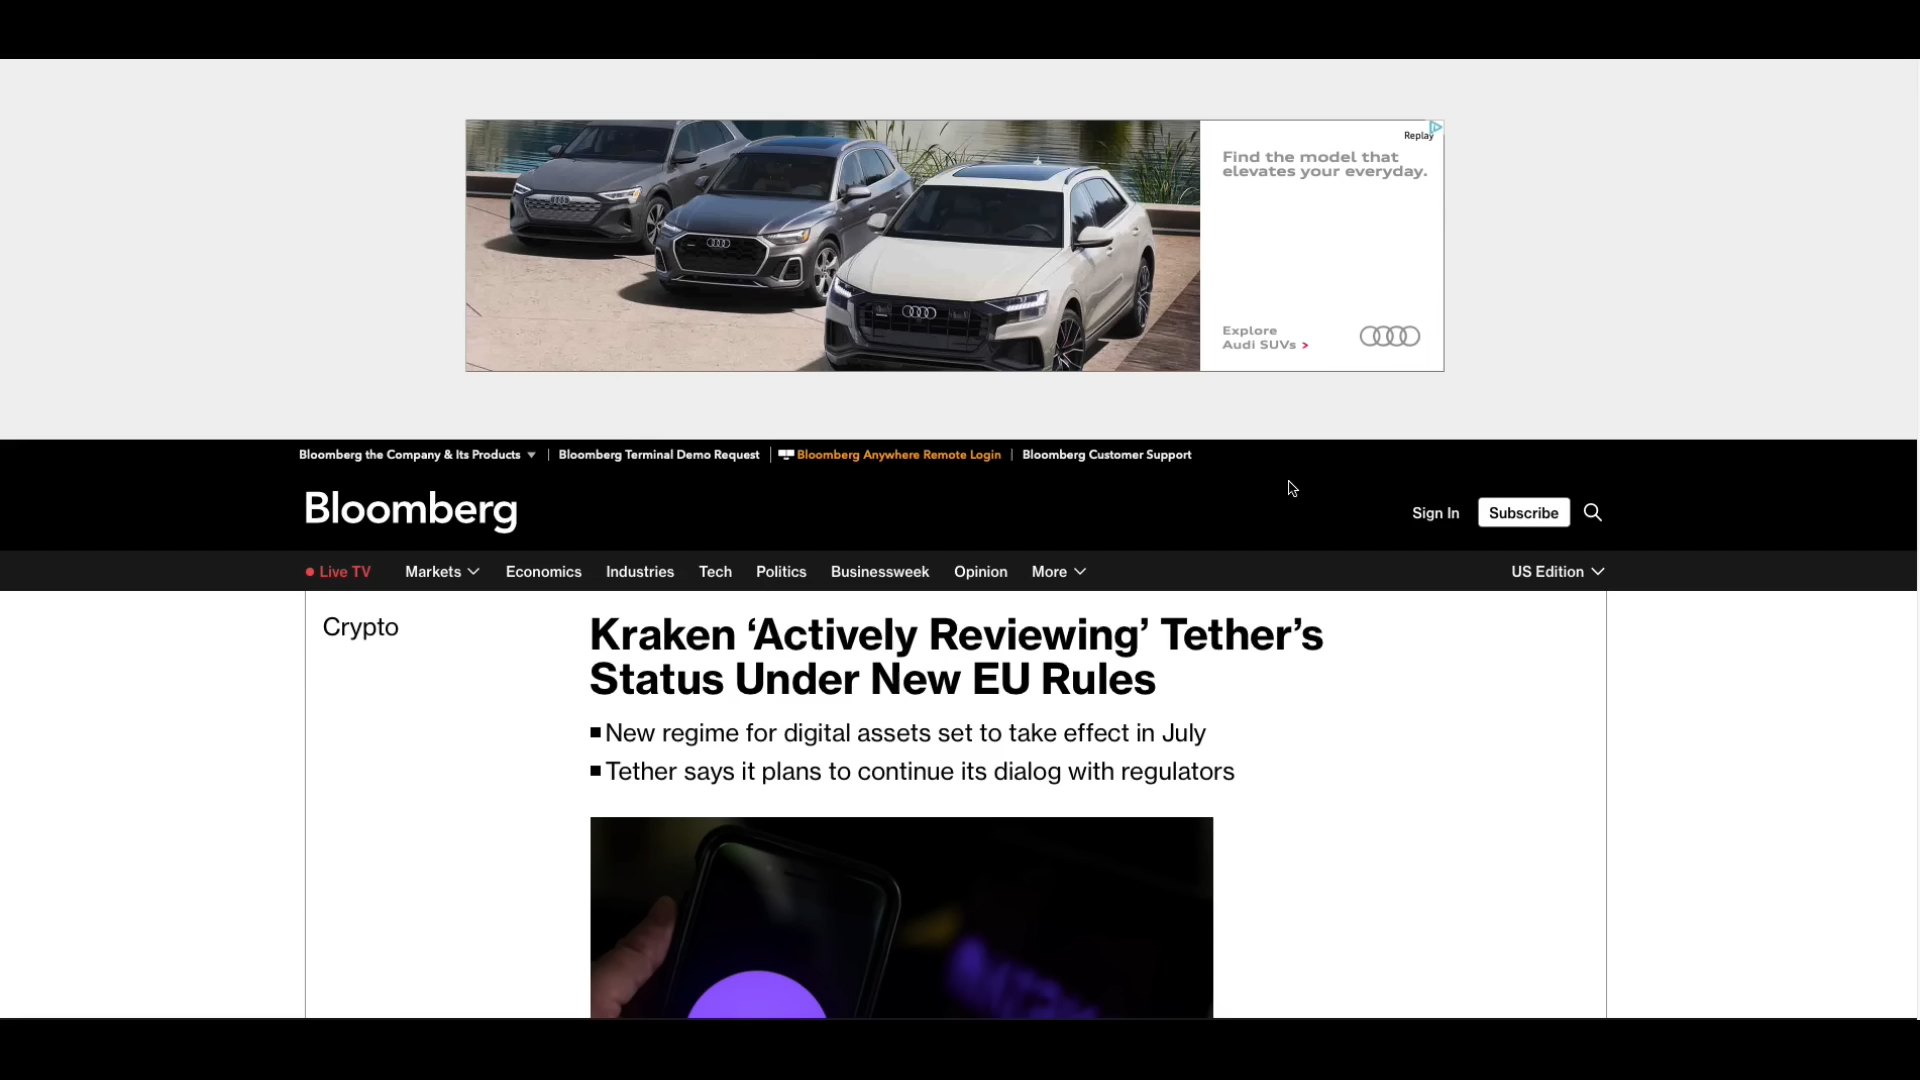 Replay
Find the model that
elevates your everyday.
Explore
Audi SUVs >
Bloomberg the Company & Its Products ▾ | Bloomberg Terminal Demo Request | Bloomberg Anywhere Remote Login | Bloomberg Customer Support
Bloomberg
Sign In Subscribe
Live TV Markets Economics Industries Tech Politics Businessweek Opinion More US Edition
Crypto
Kraken ‘Actively Reviewing’ Tether’s
Status Under New EU Rules
■ New regime for digital assets set to take effect in July
■ Tether says it plans to continue its dialog with regulators